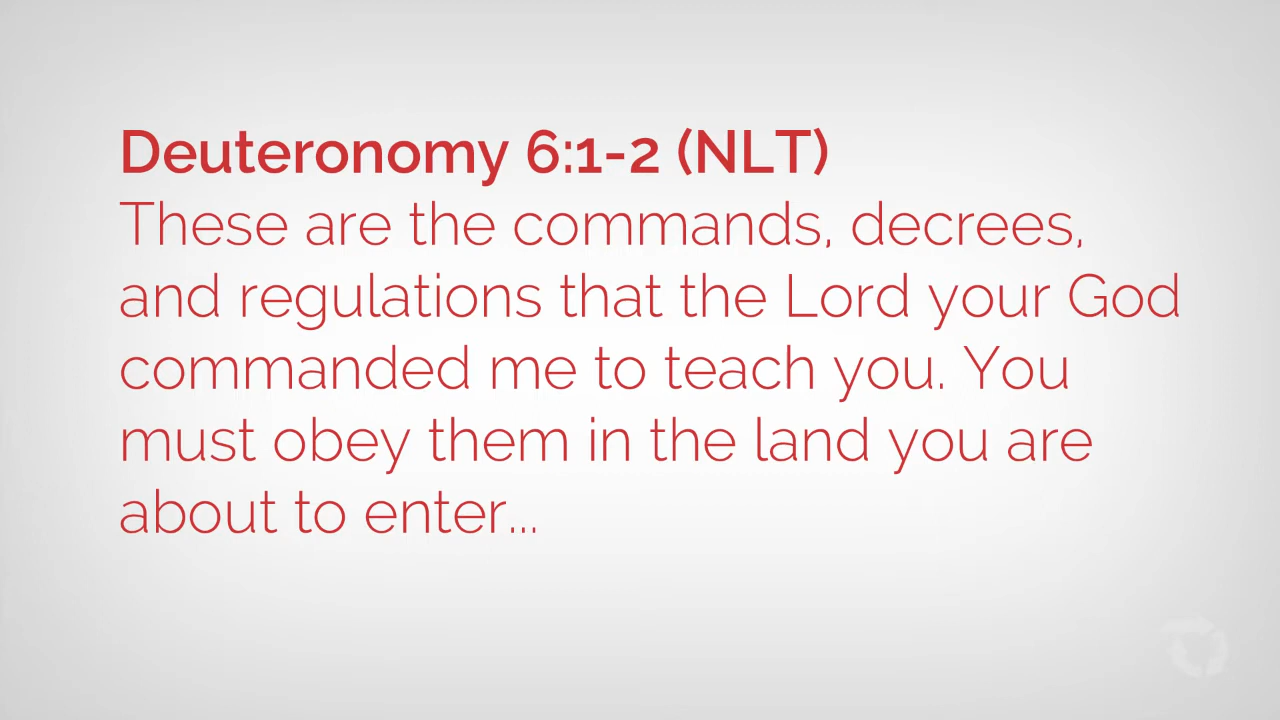 Deuteronomy 6:1-2 (NLT)
These are the commands, decrees,
and regulations that the Lord your God
commanded me to teach you. You
must obey them in the land you are
about to enter...